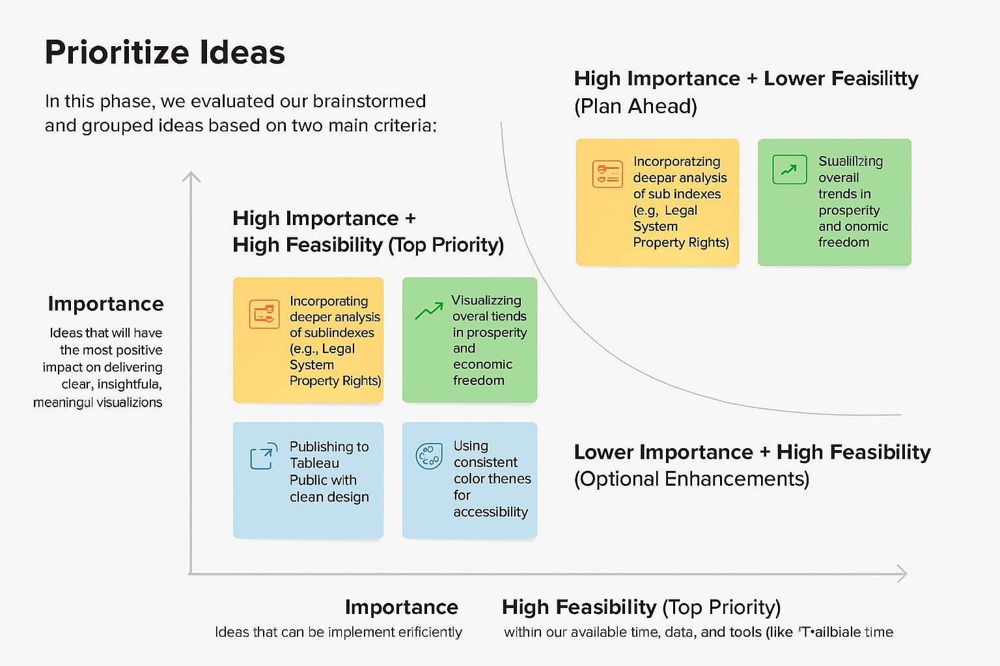 Prioritize Ideas
In this phase, we evaluated our brainstormed
and grouped ideas based on two main criteria:
High Importance + Lower Feaisilitty
(Plan Ahead)
Incorporatzing
deepar analysis
of sub indexes
(e.g, Legal
System
Property Rights)
Swalilizing
overail
trends in
prosperity
and onomic
freedom
High Importance +
High Feasibility (Top Priority)
Incorporating
deeper analysis
of sublindexes
(e.g., Legal
System
Property Rights)
Visualizzing
overal tiends
in prosperity
and
economic
freedom
Importance
Ideas that will have
the most positive
impact on delivering
clear, insightfula,
meaningul visualizions
Publishing to
Tableau
Public with
clean design
Using
consistent
color thenes
for
accessibility
Lower Importance + High Feasibility
(Optional Enhancements)
Importance
Ideas that can be implement erificiently
High Feasibility (Top Priority)
within our available time, data, and tools (like 'T•ailbiale time